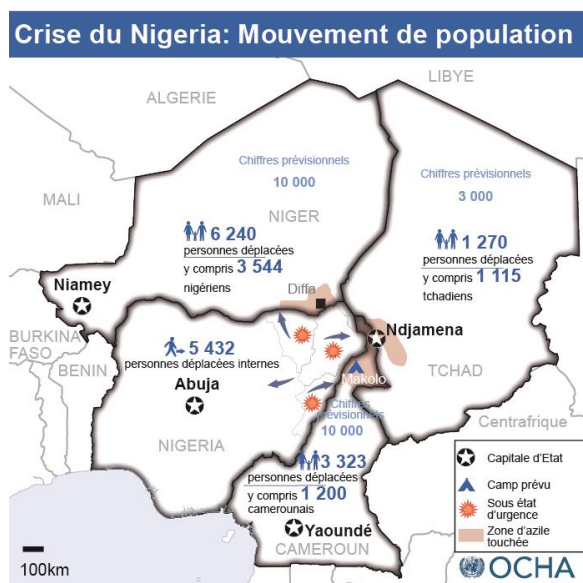 Crise du Nigeria: Mouvement de population
LIBYE
ALGERIE
Chiffres prévisionnels
10 000
Chiffres prévisionnels
3 000
MALI
NIGER
6 240
personnes déplacées
y compris 3 544
nigériens
1 270
personnes déplacées
y compris 1 115
tchadiens
Niamey
Diffa
Ndjamena
BURKINA
FASO
BENIN
5 432
personnes déplacées internes
Abuja
Makolo
TCHAD
Chiffres
prévisionnels
10 000
NIGERIA
Centrafrique
3 323
personnes déplacées
y compris 1 200
camerounais
Yaoundé
CAMEROUN
Capitale d'Etat
Camp prévu
Sous état
d'urgence
Zone d'azile
touchée
100km
OCHA